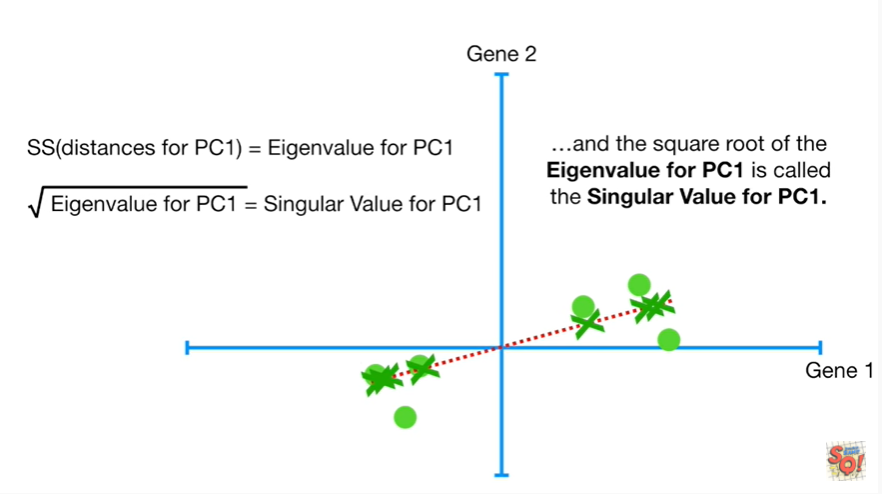 Gene 2
SS(distances for PC1) = Eigenvalue for PC1
√Eigenvalue for PC1 = Singular Value for PC1
…and the square root of the
Eigenvalue for PC1 is called
the Singular Value for PC1.
Gene 1
SQ!